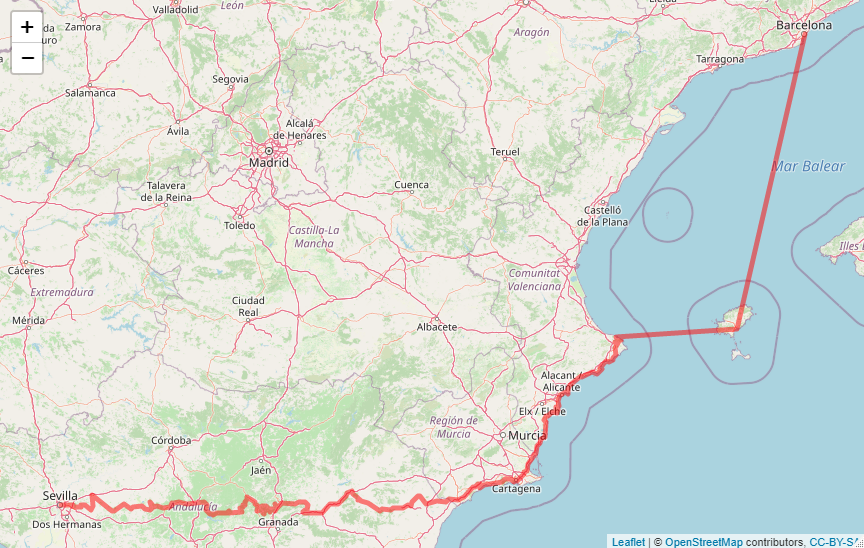 +
−
Zamora
Valladolid
León
Aragón
Barcelona
Tarragona
Segovia
Salamanca
Ávila
Alcalá
de Henares
Madrid
Teruel
Mar Balear
Talavera
de la Reina
Cuenca
Toledo
Castelló
de la Plana
Castilla-La
Mancha
Illes
Cáceres
Comunitat
Valenciana
Extremadura
Ciudad
Real
Mérida
Albacete
Alacant /
Alicante
Elx / Elche
Región de
Murcia
Murcia
Córdoba
Jaén
Cartagena
Sevilla
Andalucía
Dos Hermanas
Granada
Leaflet | © OpenStreetMap contributors, CC-BY-SA